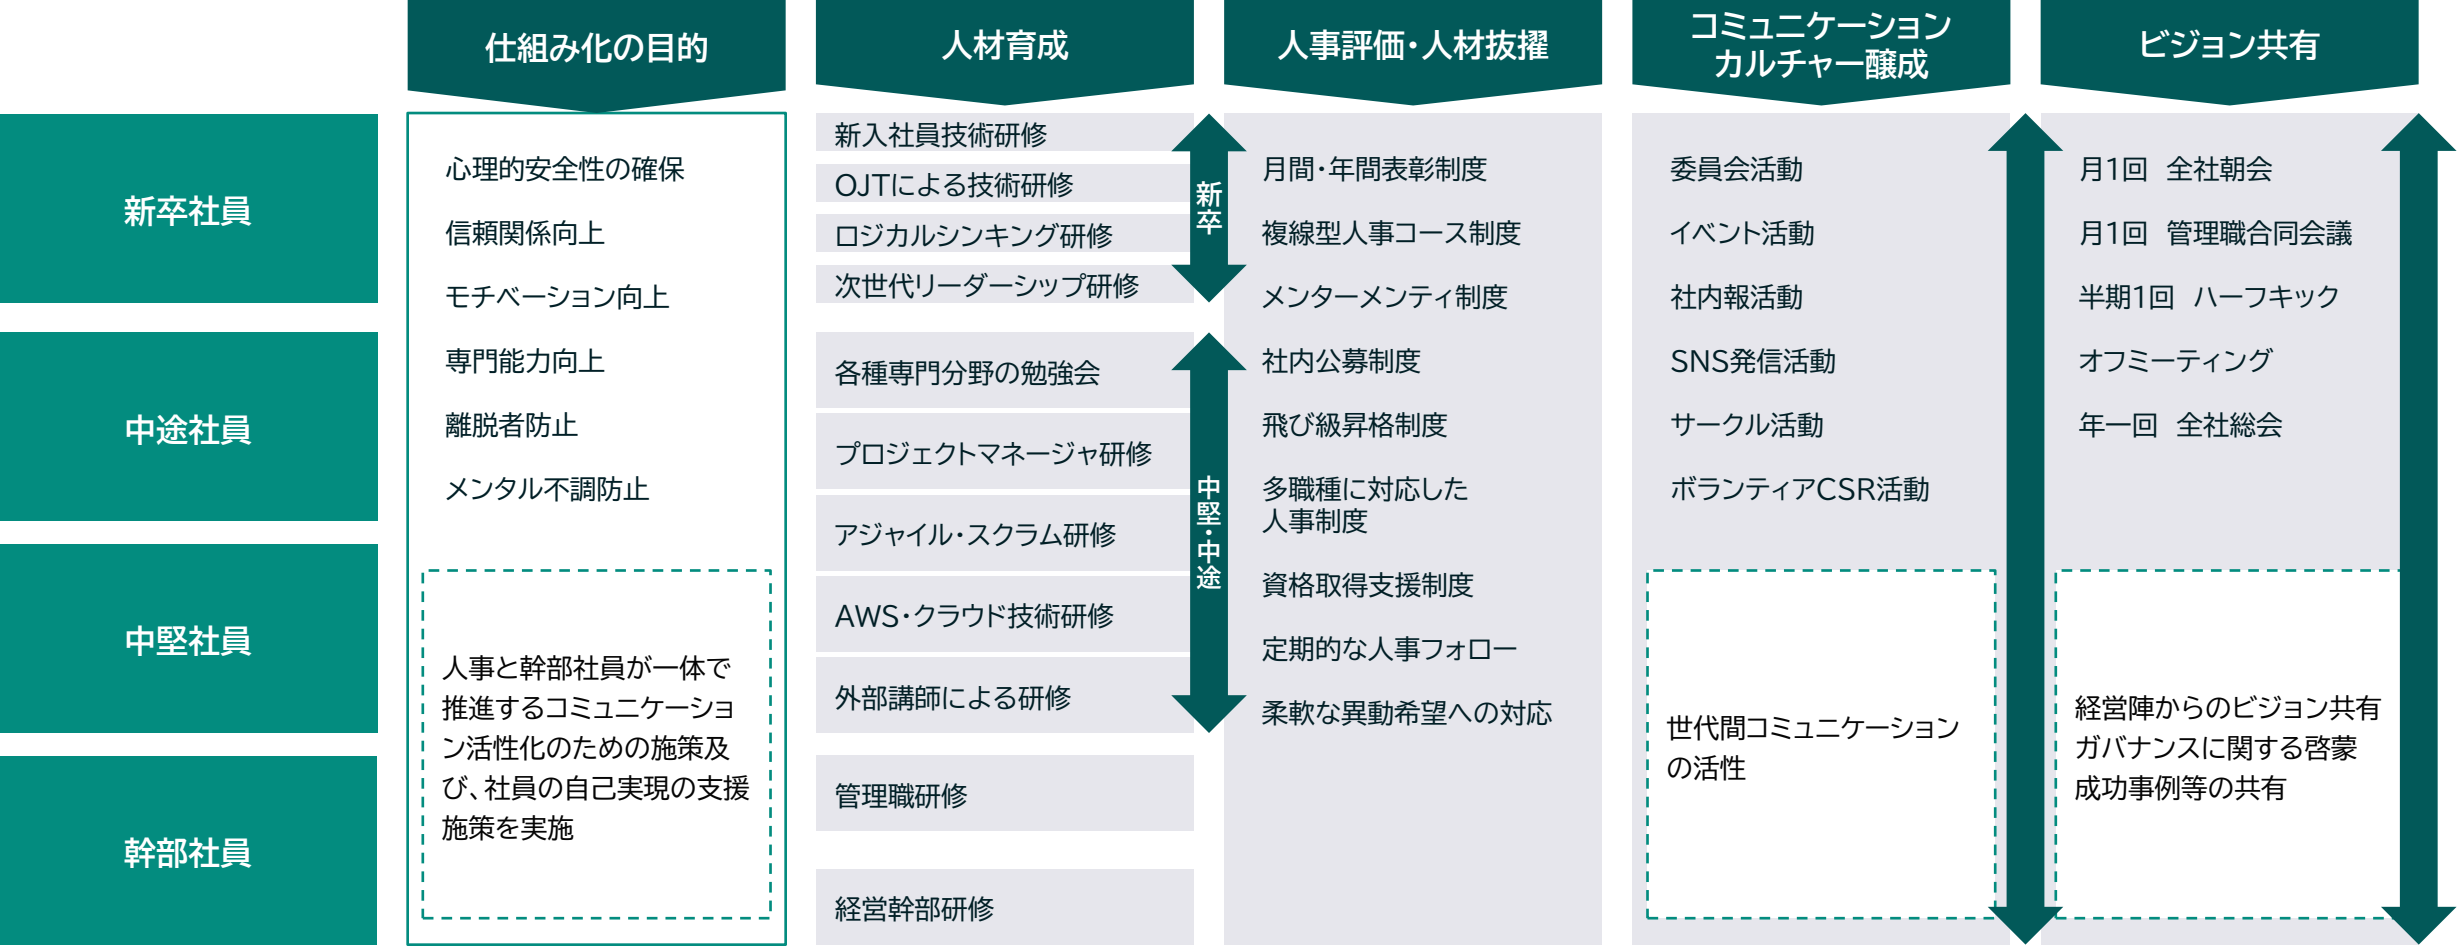 仕組み化の目的
人材育成
人事評価・人材抜擢
コミュニケーション
カルチャー醸成
ビジョン共有
新卒社員
中途社員
中堅社員
幹部社員
心理的安全性の確保
信頼関係向上
モチベーション向上
専門能力向上
離脱者防止
メンタル不調防止
人事と幹部社員が一体で
推進するコミュニケーショ
ン活性化のための施策及
び、社員の自己実現の支援
施策を実施
新入社員技術研修
OJTによる技術研修
ロジカルシンキング研修
次世代リーダーシップ研修
新卒
各種専門分野の勉強会
プロジェクトマネージャ研修
アジャイル・スクラム研修
AWS・クラウド技術研修
外部講師による研修
中堅・中途
管理職研修
経営幹部研修
月間・年間表彰制度
複線型人事コース制度
メンターメンティ制度
社内公募制度
飛び級昇格制度
多職種に対応した
人事制度
資格取得支援制度
定期的な人事フォロー
柔軟な異動希望への対応
委員会活動
イベント活動
社内報活動
SNS発信活動
サークル活動
ボランティアCSR活動
世代間コミュニケーション
の活性
月1回　全社朝会
月1回　管理職合同会議
半期1回　ハーフキック
オフミーティング
年一回　全社総会
経営陣からのビジョン共有
ガバナンスに関する啓蒙
成功事例等の共有